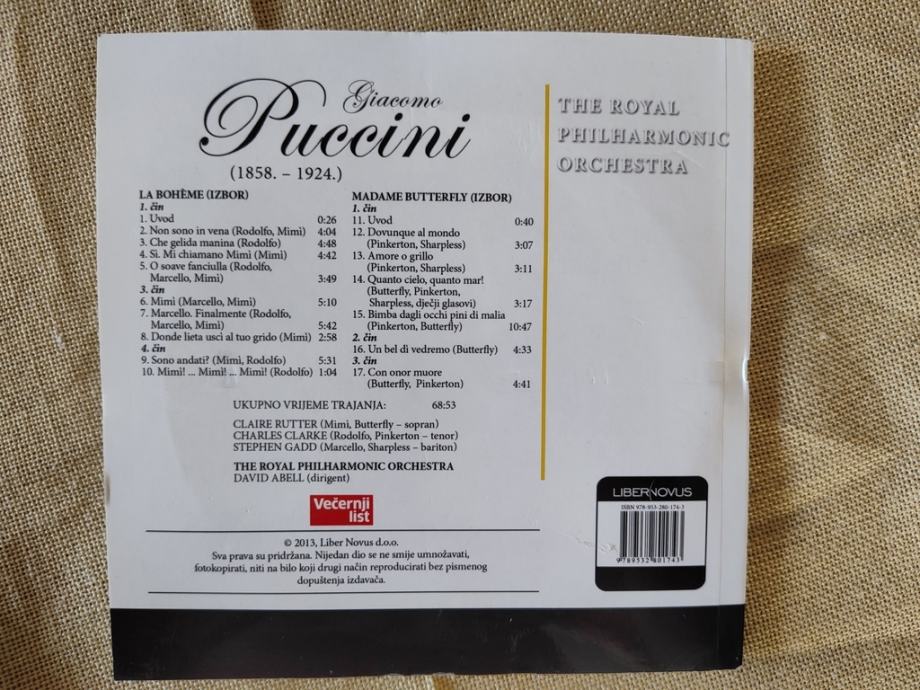 Giacomo
Puccini
(1858. – 1924.)
LA BOHÈME (IZBOR)
1. čin
1. Uvod 0:26
2. Non sono in vena (Rodolfo, Mimì) 4:04
3. Che gelida manina (Rodolfo) 4:48
4. Sì. Mi chiamano Mimì (Mimì) 4:42
5. O soave fanciulla (Rodolfo,
Marcello, Mimì) 3:49
3. čin
6. Mimì (Marcello, Mimì) 5:10
7. Marcello. Finalmente (Rodolfo,
Marcello, Mimì) 5:42
8. Donde lieta uscì al tuo grido (Mimì) 2:58
4. čin
9. Sono andati? (Mimì, Rodolfo) 5:31
10. Mimì! ... Mimì! ... Mimì! (Rodolfo) 1:04
MADAME BUTTERFLY (IZBOR)
1. čin
11. Uvod 0:40
12. Dovunque al mondo
(Pinkerton, Sharpless) 3:07
13. Amore o grillo
(Pinkerton, Sharpless) 3:11
14. Quanto cielo, quanto mar!
(Butterfly, Pinkerton,
Sharpless, dječji glasovi) 3:17
15. Bimba dagli occhi pini di malia
(Pinkerton, Butterfly) 10:47
2. čin
16. Un bel dì vedremo (Butterfly) 4:33
3. čin
17. Con onor muore
(Butterfly, Pinkerton) 4:41
UKUPNO VRIJEME TRAJANJA: 68:53
CLAIRE RUTTER (Mimì, Butterfly – sopran)
CHARLES CLARKE (Rodolfo, Pinkerton – tenor)
STEPHEN GADD (Marcello, Sharpless – bariton)
THE ROYAL PHILHARMONIC ORCHESTRA
DAVID ABELL (dirigent)
Večernji
list
© 2013, Liber Novus d.o.o.
Sva prava su pridržana. Nijedan dio se ne smije umnožavati,
fotokopirati, niti na bilo koji drugi način reproducirati bez pismenog
dopuštenja izdavača.
THE ROYAL
PHILHARMONIC
ORCHESTRA
LIBERNOVUS
ISBN 978-953-280-174-3
9 789532 801743